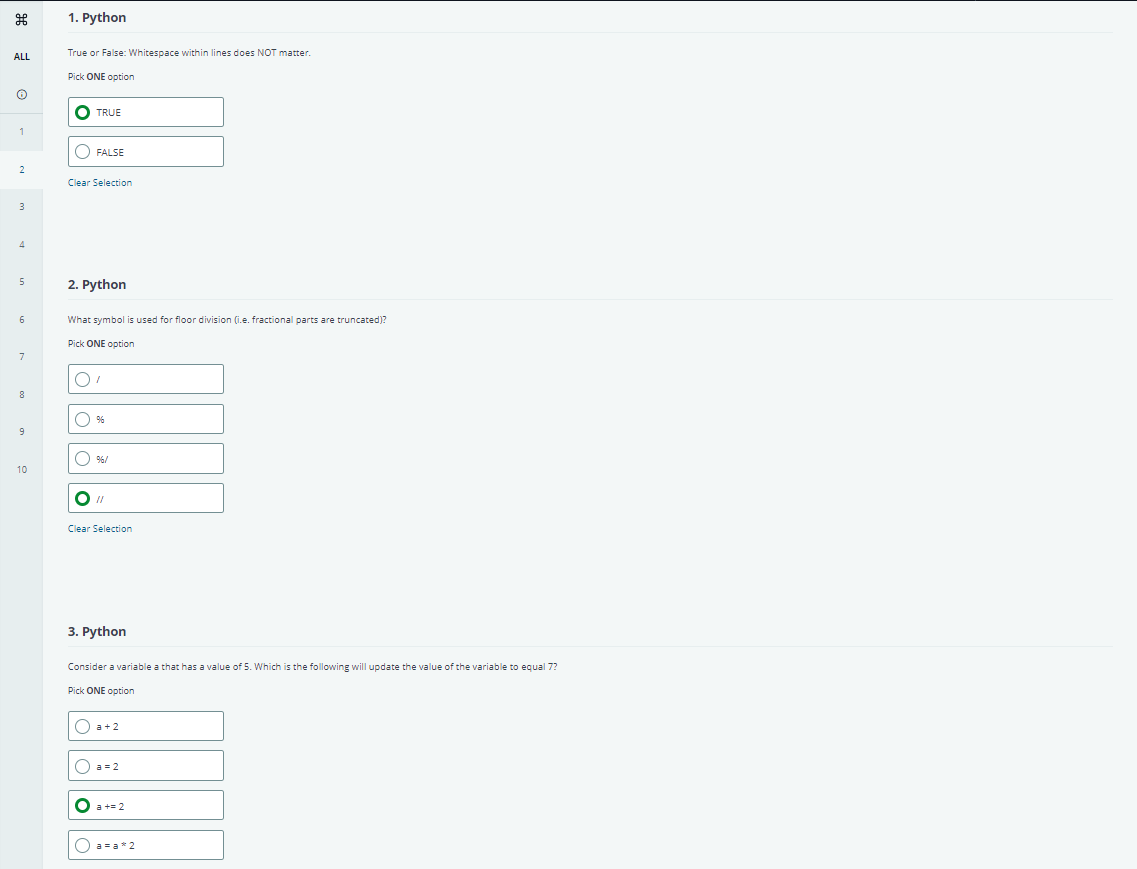 ⌘
ALL
1
2
3
4
5
6
7
8
9
10
1. Python
True or False: Whitespace within lines does NOT matter.
Pick ONE option
TRUE
FALSE
Clear Selection
2. Python
What symbol is used for floor division (i.e. fractional parts are truncated)?
Pick ONE option
/
%
%/
//
Clear Selection
3. Python
Consider a variable a that has a value of 5. Which is the following will update the value of the variable to equal 7?
Pick ONE option
a + 2
a = 2
a += 2
a = a * 2